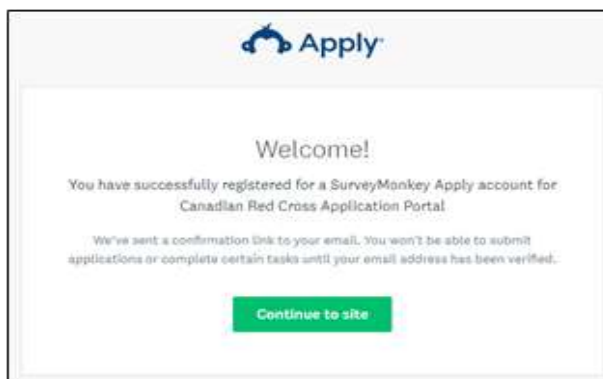 Apply
Welcome!
You have successfully registered for a SurveyMonkey Apply account for
Canadian Red Cross Application Portal
We've sent a confirmation link to your email. You won't be able to submit
applications or complete certain tasks until your email address has been verified.
Continue to site